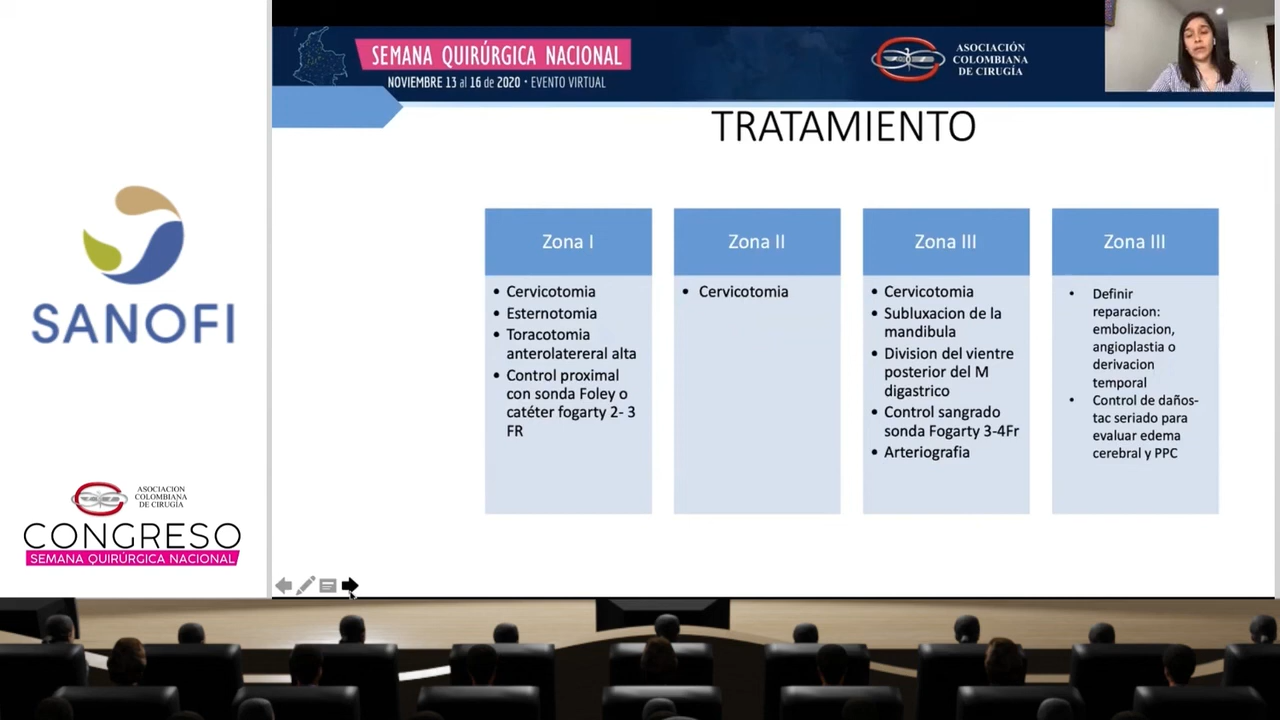 SEMANA QUIRÚRGICA NACIONAL
NOVIEMBRE 13 al 16 de 2020 • EVENTO VIRTUAL
ASOCIACIÓN
COLOMBIANA
DE CIRUGÍA
TRATAMIENTO
SANOFI
ASOCIACION
COLOMBIANA
DE CIRUGÍA
CONGRESO
SEMANA QUIRÚRGICA NACIONAL
Zona I
• Cervicotomia
• Esternotomia
• Toracotomia
anterolatereral alta
• Control proximal
con sonda Foley o
catéter fogarty 2- 3
FR
Zona II
• Cervicotomia
Zona III
• Cervicotomia
• Subluxacion de la
mandibula
• Division del vientre
posterior del M
digastrico
• Control sangrado
sonda Fogarty 3-4Fr
• Arteriografia
Zona III
• Definir
reparacion:
embolizacion,
angioplastia o
derivacion
temporal
• Control de daños-
tac seriado para
evaluar edema
cerebral y PPC